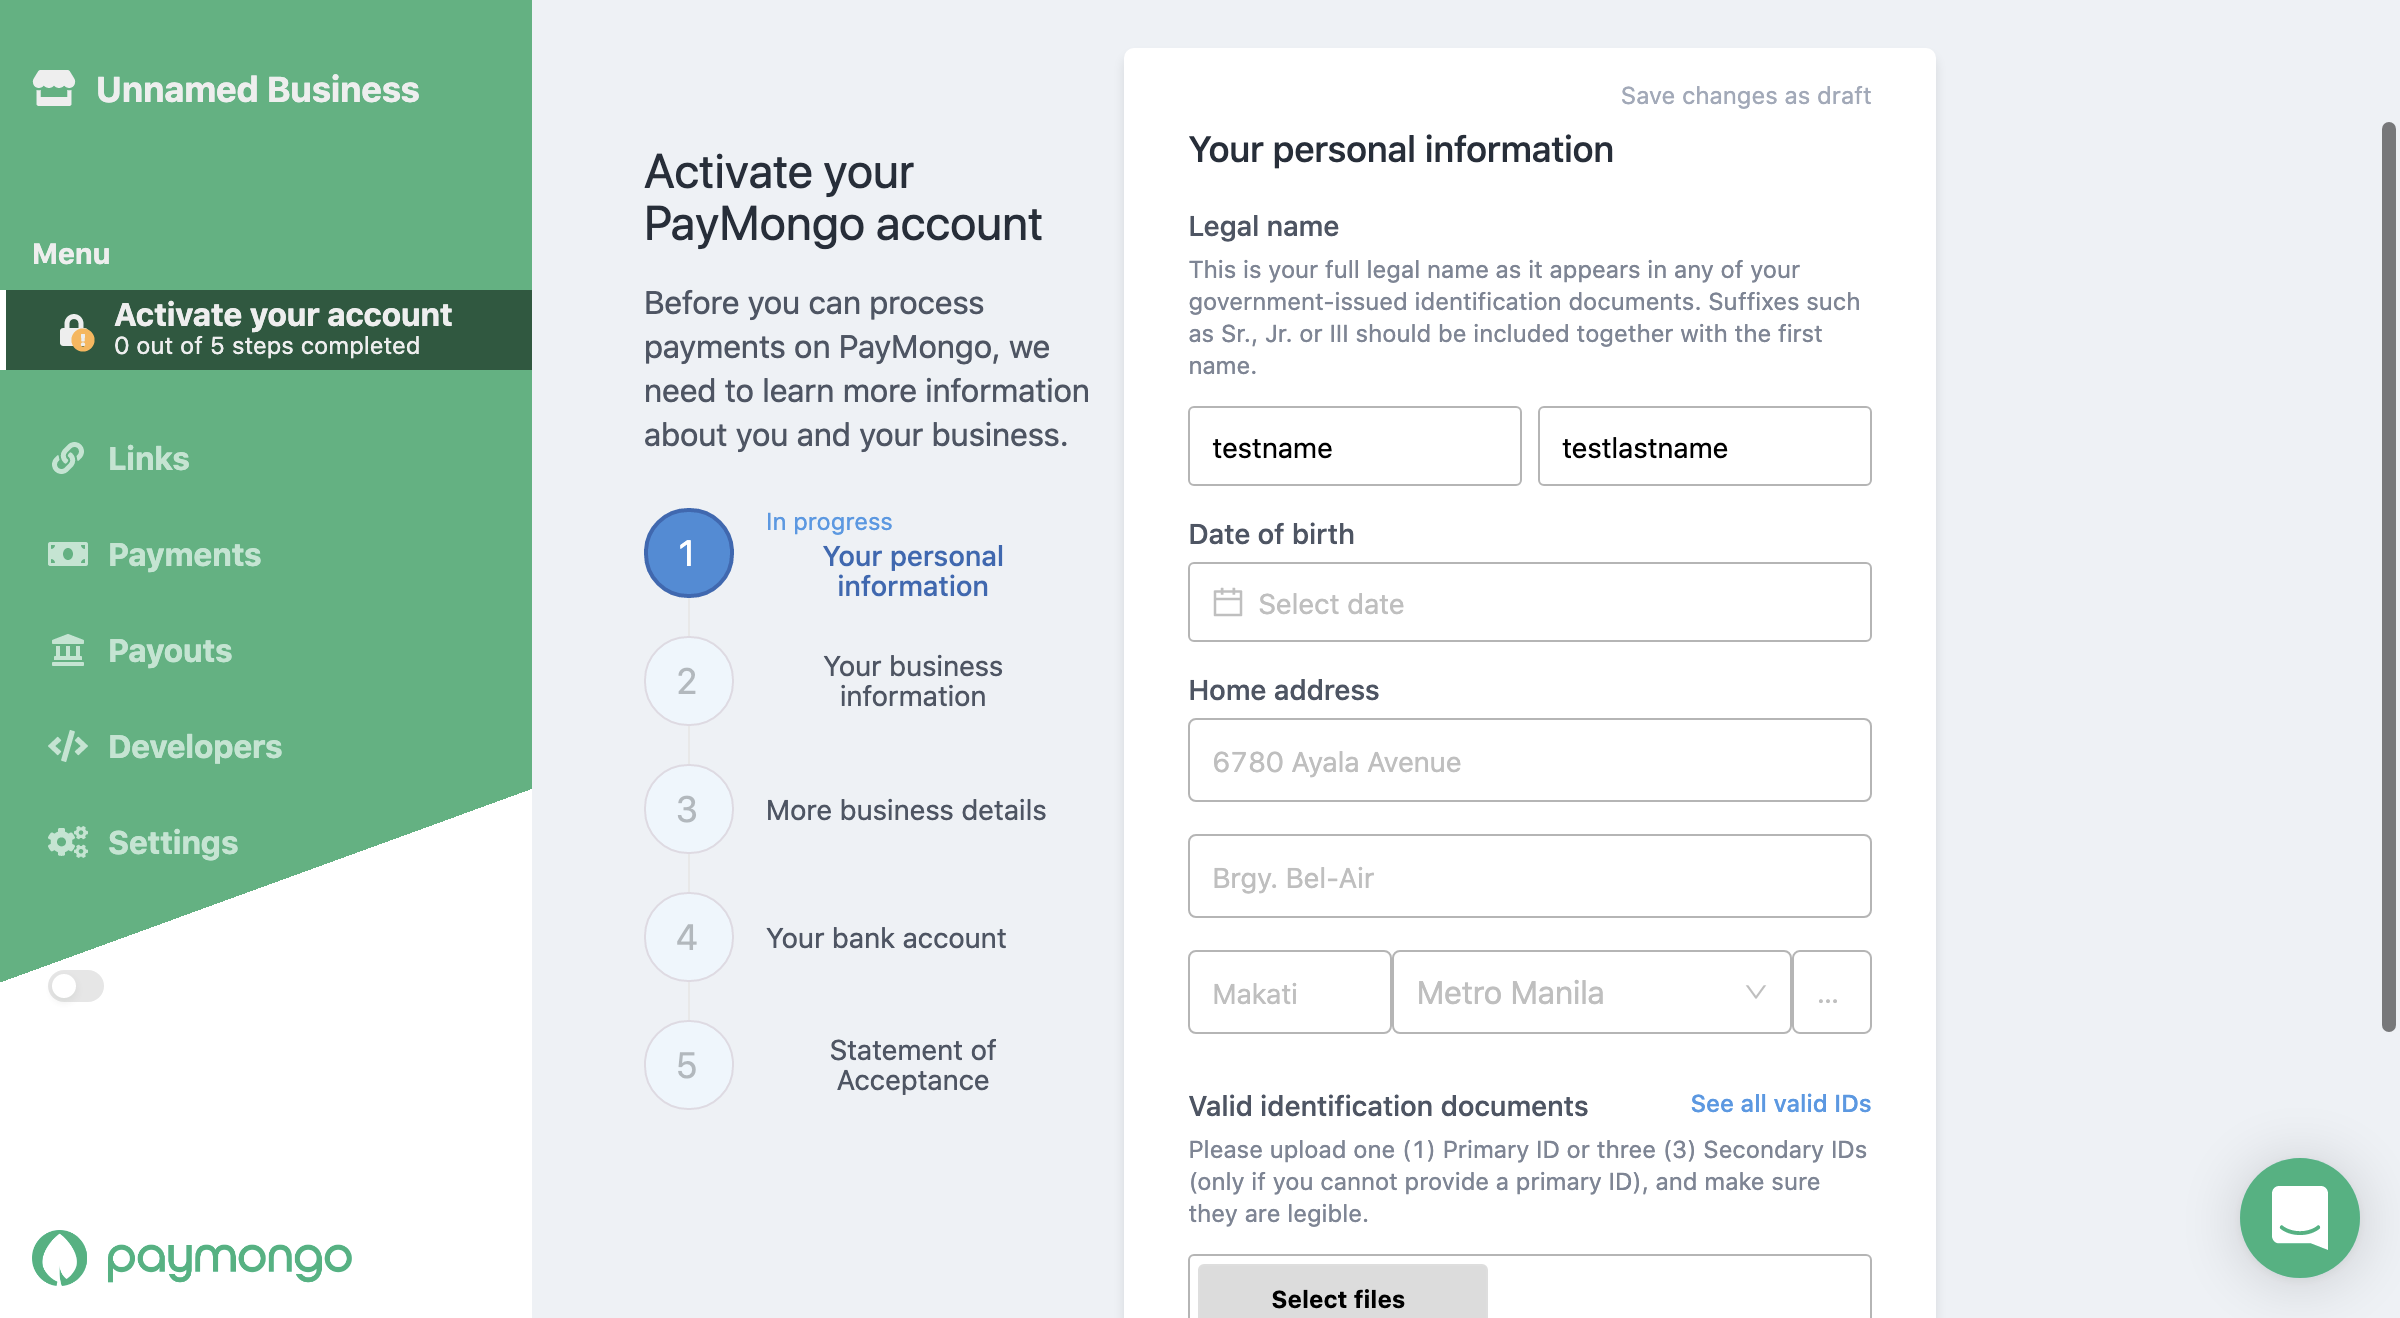 Unnamed Business
Menu
Activate your account
0 out of 5 steps completed
Links
Payments
Payouts
Developers
Settings
paymongo
Activate your
PayMongo account
Before you can process
payments on PayMongo, we
need to learn more information
about you and your business.
1
In progress
Your personal
information
2
Your business
information
3
More business details
4
Your bank account
5
Statement of
Acceptance
Save changes as draft
Your personal information
Legal name
This is your full legal name as it appears in any of your
government-issued identification documents. Suffixes such
as Sr., Jr. or III should be included together with the first
name.
testname
testlastname
Date of birth
Select date
Home address
6780 Ayala Avenue
Brgy. Bel-Air
Makati
Metro Manila
...
Valid identification documents
See all valid IDs
Please upload one (1) Primary ID or three (3) Secondary IDs
(only if you cannot provide a primary ID), and make sure
they are legible.
Select files